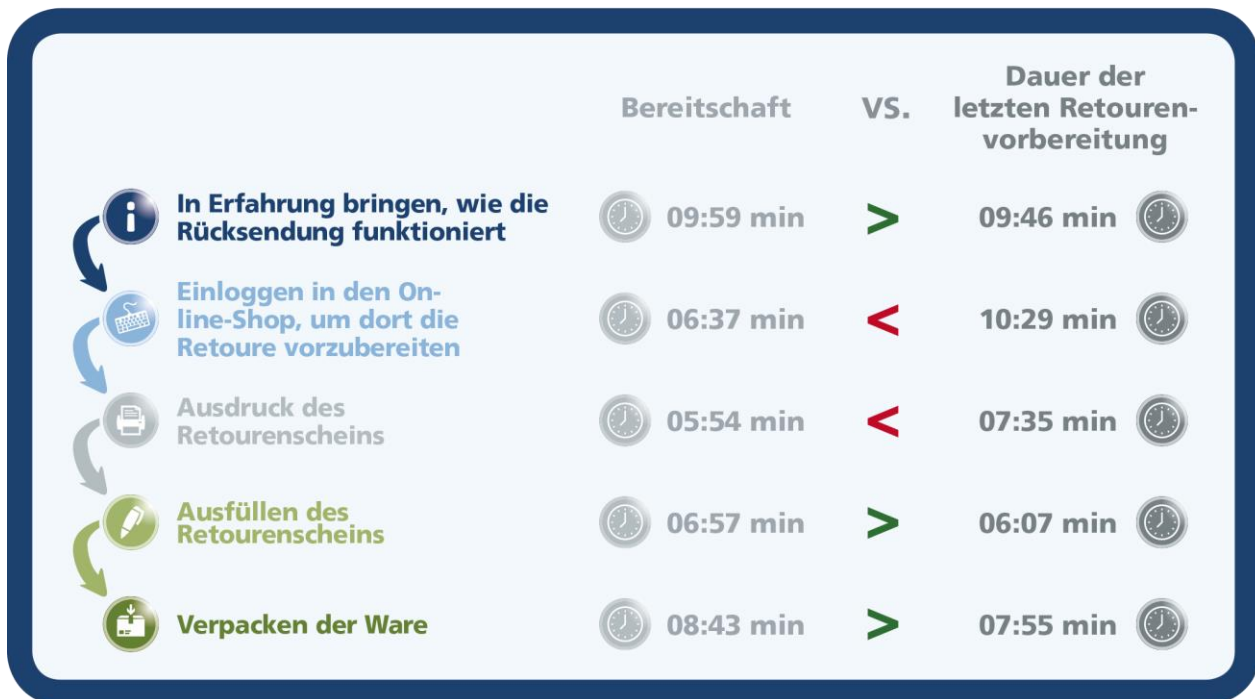 Bereitschaft VS. Dauer der
letzten Retouren-
vorbereitung
In Erfahrung bringen, wie die
Rücksendung funktioniert
09:59 min > 09:46 min
Einloggen in den On-
line-Shop, um dort die
Retoure vorzubereiten
06:37 min < 10:29 min
Ausdruck des
Retourenscheins
05:54 min < 07:35 min
Ausfüllen des
Retourenscheins
06:57 min > 06:07 min
Verpacken der Ware 08:43 min > 07:55 min